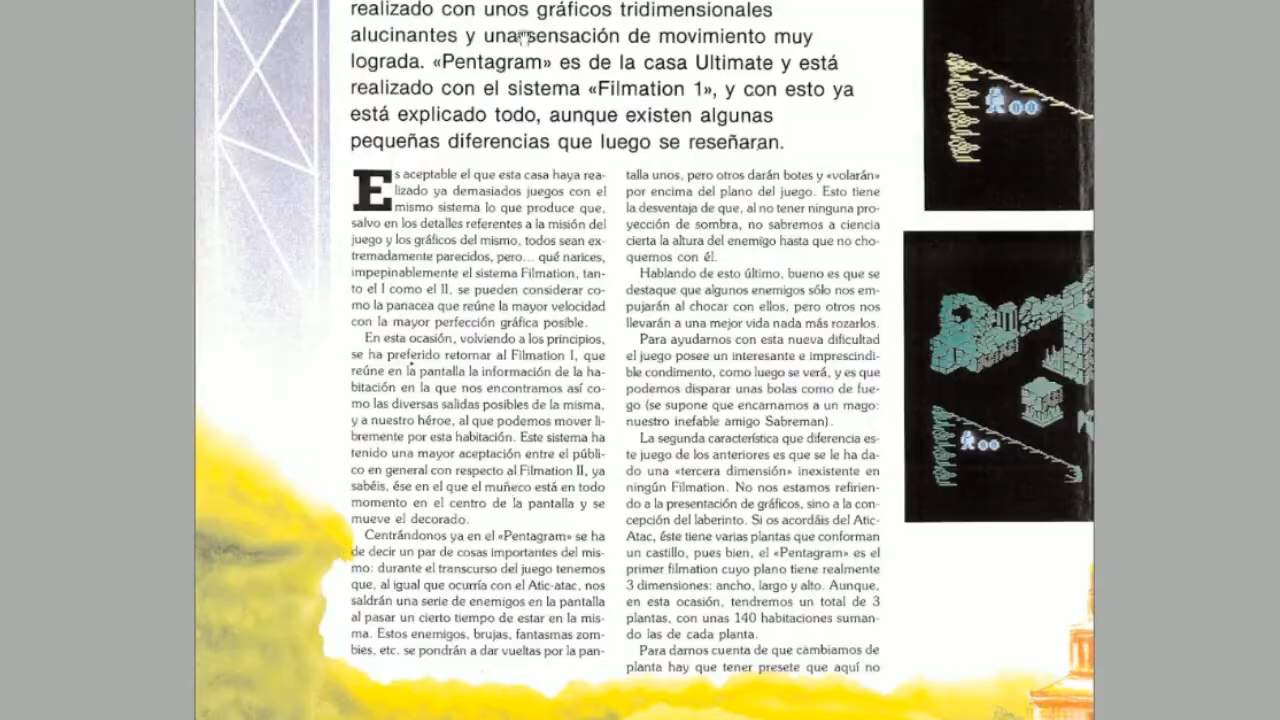 realizado con unos gráficos tridimensionales
alucinantes y una sensación de movimiento muy
lograda. «Pentagram» es de la casa Ultimate y está
realizado con el sistema «Filmation 1», y con esto ya
está explicado todo, aunque existen algunas
pequeñas diferencias que luego se reseñaran.
Es aceptable el que esta casa haya rea-
lizado ya demasiados juegos con el
mismo sistema lo que produce que,
salvo en los detalles referentes a la misión del
juego y los gráficos del mismo, todos sean ex-
tremadamente parecidos, pero... qué narices,
impepinablemente el sistema Filmation, tan-
to el I como el II, se pueden considerar co-
mo la panacea que reúne la mayor velocidad
con la mayor perfección gráfica posible.
En esta ocasión, volviendo a los principios,
se ha preferido retornar al Filmation I, que
reúne en la pantalla la información de la ha-
bitación en la que nos encontramos así co-
mo las diversas salidas posibles de la misma,
y a nuestro héroe, al que podemos mover li-
bremente por esta habitación. Este sistema ha
tenido una mayor aceptación entre el públi-
co en general con respecto al Filmation II, ya
sabéis, ése en el que el muñeco está en todo
momento en el centro de la pantalla y se
mueve el decorado.
Centrándonos ya en el «Pentagram» se ha
de decir un par de cosas importantes del mis-
mo: durante el transcurso del juego tenemos
que, al igual que ocurría con el Atic-atac, nos
saldrán una serie de enemigos en la pantalla
al pasar un cierto tiempo de estar en la mis-
ma. Estos enemigos, brujas, fantasmas zom-
bies, etc. se pondrán a dar vueltas por la pan-
talla unos, pero otros darán botes y «volarán»
por encima del plano del juego. Esto tiene
la desventaja de que, al no tener ninguna pro-
yección de sombra, no sabremos a ciencia
cierta la altura del enemigo hasta que no cho-
quemos con él.
Hablando de esto último, bueno es que se
destaque que algunos enemigos sólo nos em-
pujarán al chocar con ellos, pero otros nos
llevarán a una mejor vida nada más rozarlos.
Para ayudarnos con esta nueva dificultad
el juego posee un interesante e imprescindi-
ble condimento, como luego se verá, y es que
podemos disparar unas bolas como de fue-
go (se supone que encarnamos a un mago:
nuestro inefable amigo Sabreman).
La segunda característica que diferencia es-
te juego de los anteriores es que se le ha da-
do una «tercera dimensión» inexistente en
ningún Filmation. No nos estamos refirien-
do a la presentación de gráficos, sino a la con-
cepción del laberinto. Si os acordáis del Atic-
Atac, éste tiene varias plantas que conforman
un castillo, pues bien, el «Pentagram» es el
primer filmation cuyo plano tiene realmente
3 dimensiones: ancho, largo y alto. Aunque,
en esta ocasión, tendremos un total de 3
plantas, con unas 140 habitaciones suman-
do las de cada planta.
Para darnos cuenta de que cambiamos de
planta hay que tener presete que aquí no
00
00